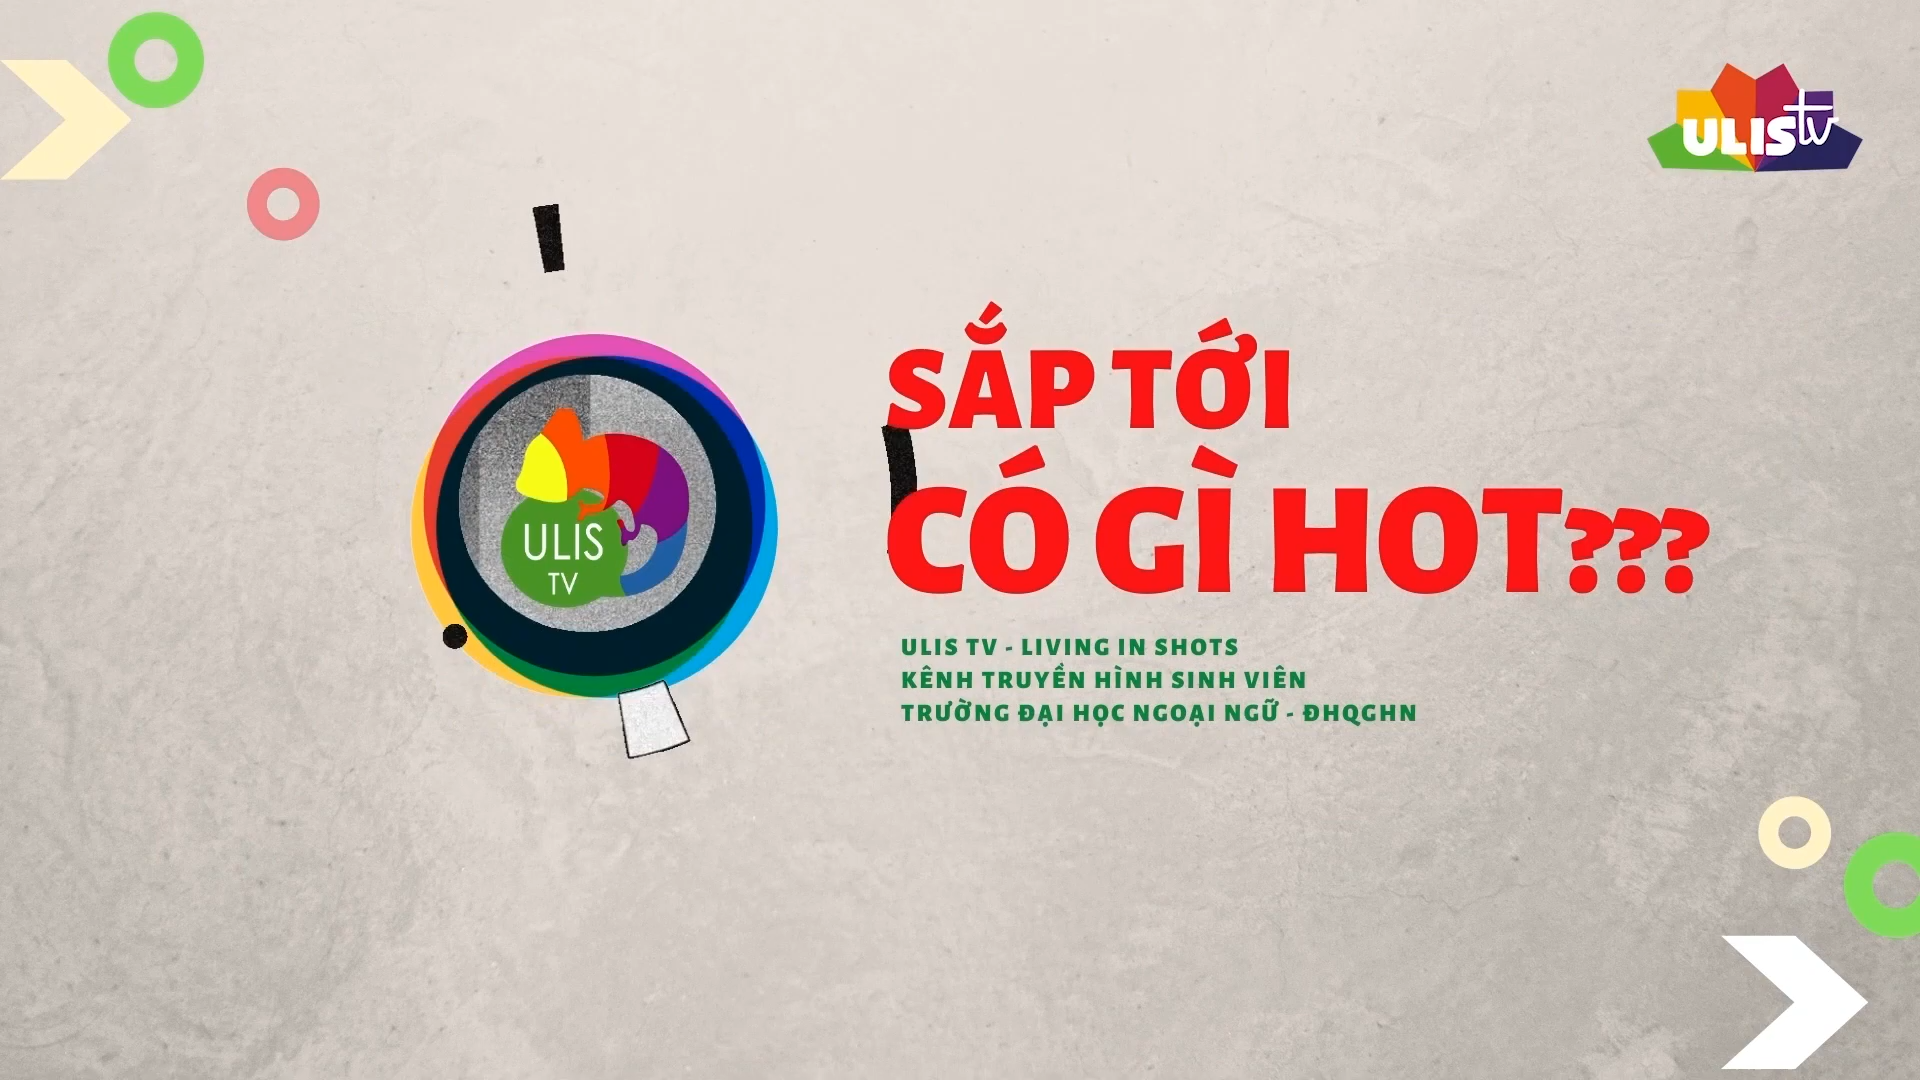 ULIS tv
SẮP TỚI
CÓ GÌ HOT???
ULIS
TV
ULIS TV - LIVING IN SHOTS
KÊNH TRUYỀN HÌNH SINH VIÊN
TRƯỜNG ĐẠI HỌC NGOẠI NGỮ - ĐHQGHN